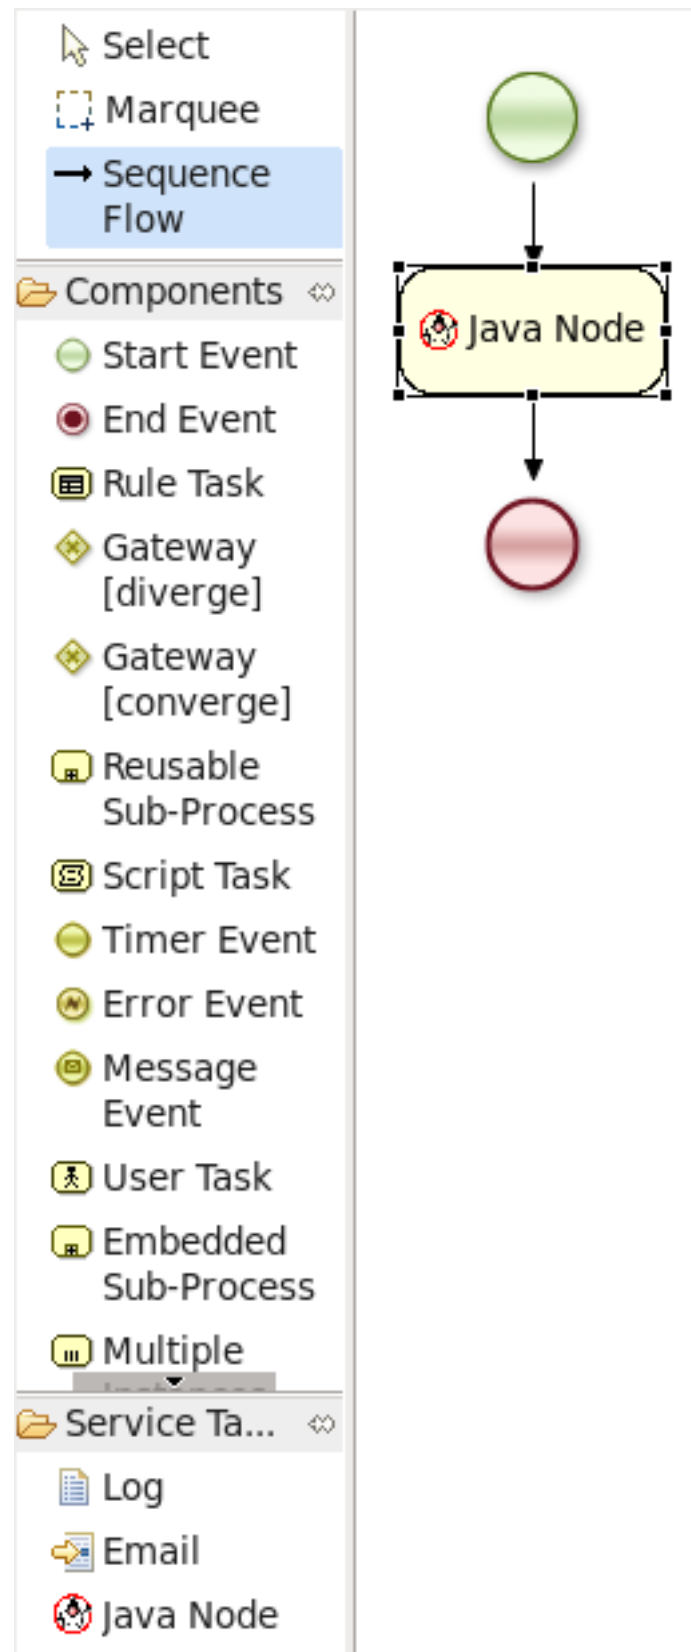 Select
Marquee
Sequence
Flow
Components
Start Event
End Event
Rule Task
Gateway
[diverge]
Gateway
[converge]
Reusable
Sub-Process
Script Task
Timer Event
Error Event
Message
Event
User Task
Embedded
Sub-Process
Multiple
Service Ta...
Log
Email
Java Node
Java Node